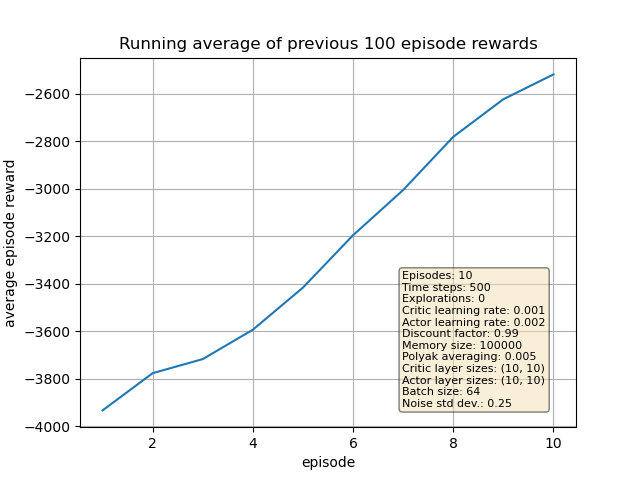 Running average of previous 100 episode rewards
average episode reward
−2600
−2800
−3000
−3200
−3400
−3600
−3800
−4000
Episodes: 10
Time steps: 500
Explorations: 0
Critic learning rate: 0.001
Actor learning rate: 0.002
Discount factor: 0.99
Memory size: 100000
Polyak averaging: 0.005
Critic layer sizes: (10, 10)
Actor layer sizes: (10, 10)
Batch size: 64
Noise std dev.: 0.25
2 4 6 8 10
episode